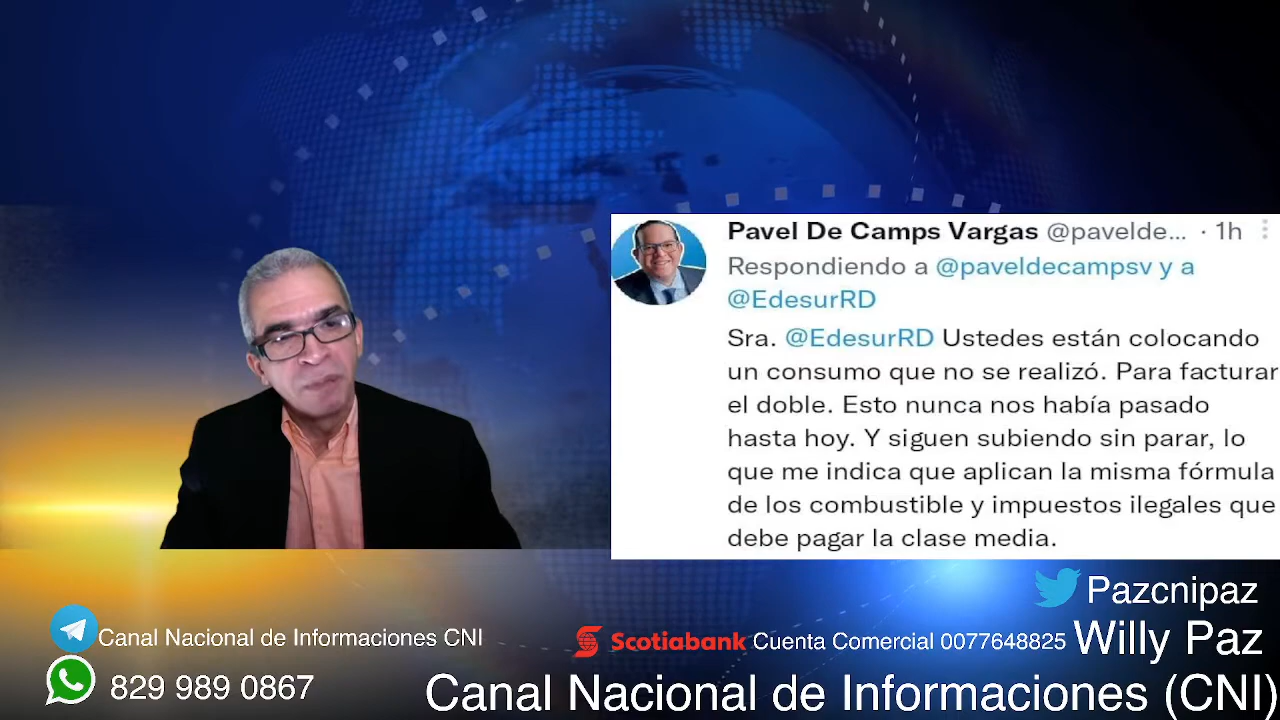 Pavel De Camps Vargas @pavelde... · 1h
Respondiendo a @paveldecampsv y a
@EdesurRD
Sra. @EdesurRD Ustedes están colocando
un consumo que no se realizó. Para facturar
el doble. Esto nunca nos había pasado
hasta hoy. Y siguen subiendo sin parar, lo
que me indica que aplican la misma fórmula
de los combustible y impuestos ilegales que
debe pagar la clase media.
Pazcnipaz
Canal Nacional de Informaciones CNI
Scotiabank Cuenta Comercial 0077648825 Willy Paz
829 989 0867
Canal Nacional de Informaciones (CNI)